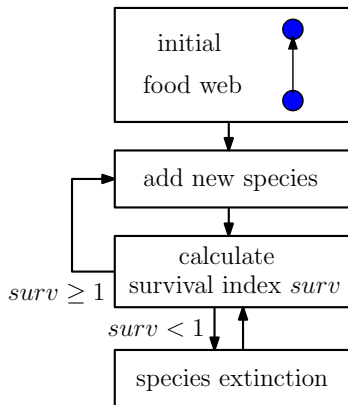 initial
food web
add new species
calculate
survival index surv
surv ≥ 1
surv < 1
species extinction